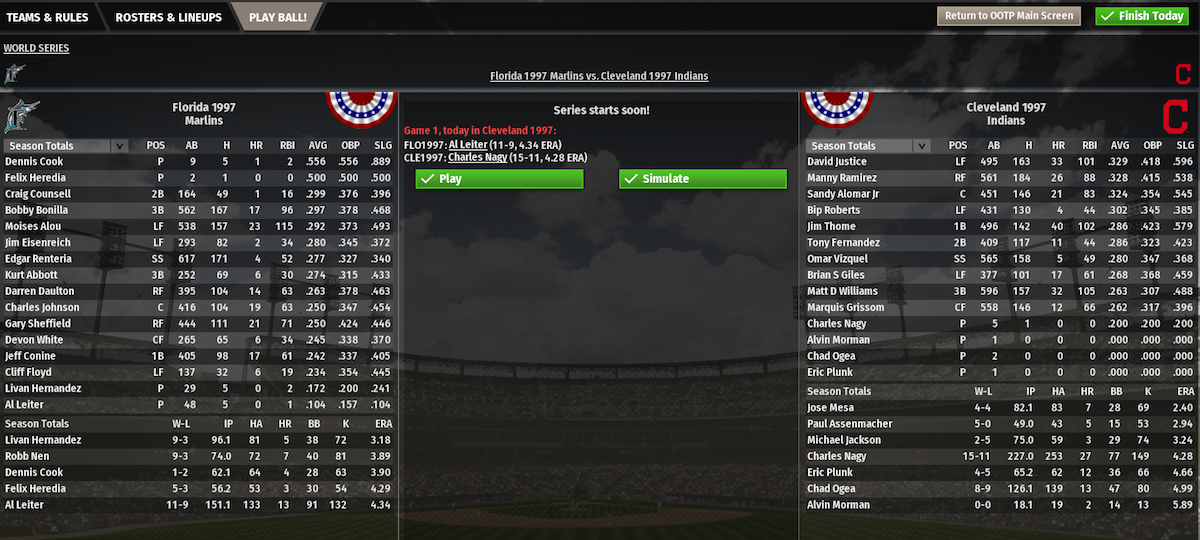 TEAMS & RULES ROSTERS & LINEUPS PLAY BALL! Return to OOTP Main Screen Finish Today
WORLD SERIES
Florida 1997 Marlins vs. Cleveland 1997 Indians
Florida 1997
Marlins
Season Totals POS AB H HR RBI AVG OBP SLG
Dennis Cook P 9 5 1 2 .556 .556 .889
Felix Heredia P 2 1 0 0 .500 .500 .500
Craig Counsell 2B 164 49 1 16 .299 .376 .396
Bobby Bonilla 3B 562 167 17 96 .297 .378 .468
Moises Alou LF 538 157 23 115 .292 .373 .493
Jim Eisenreich LF 293 82 2 34 .280 .345 .372
Edgar Renteria SS 617 171 4 52 .277 .327 .340
Kurt Abbott 3B 252 69 6 30 .274 .315 .433
Darren Daulton RF 395 104 14 63 .263 .378 .463
Charles Johnson C 416 104 19 63 .250 .347 .454
Gary Sheffield RF 444 111 21 71 .250 .424 .446
Devon White CF 265 65 6 34 .245 .338 .370
Jeff Conine 1B 405 98 17 61 .242 .337 .405
Cliff Floyd LF 137 32 6 19 .234 .354 .445
Livan Hernandez P 29 5 0 2 .172 .200 .241
Al Leiter P 48 5 0 1 .104 .157 .104
Season Totals W-L IP HA HR BB K ERA
Livan Hernandez 9-3 96.1 81 5 38 72 3.18
Robb Nen 9-3 74.0 72 7 40 81 3.89
Dennis Cook 1-2 62.1 64 4 28 63 3.90
Felix Heredia 5-3 56.2 53 3 30 54 4.29
Al Leiter 11-9 151.1 133 13 91 132 4.34
Series starts soon!
Game 1, today in Cleveland 1997:
FLO1997: Al Leiter (11-9, 4.34 ERA)
CLE1997: Charles Nagy (15-11, 4.28 ERA)
Play Simulate
Cleveland 1997
Indians
Season Totals POS AB H HR RBI AVG OBP SLG
David Justice LF 495 163 33 101 .329 .418 .596
Manny Ramirez RF 561 184 26 88 .328 .415 .538
Sandy Alomar Jr C 451 146 21 83 .324 .354 .545
Bip Roberts LF 431 130 4 44 .302 .345 .385
Jim Thome 1B 496 142 40 102 .286 .423 .579
Tony Fernandez 2B 409 117 11 44 .286 .323 .423
Omar Vizquel SS 565 158 5 49 .280 .347 .368
Brian S Giles LF 377 101 17 61 .268 .368 .459
Matt D Williams 3B 596 157 32 105 .263 .307 .488
Marquis Grissom CF 558 146 12 66 .262 .317 .396
Charles Nagy P 5 1 0 0 .200 .200 .200
Alvin Morman P 1 0 0 0 .000 .000 .000
Chad Ogea P 2 0 0 0 .000 .000 .000
Eric Plunk P 1 0 0 0 .000 .000 .000
Season Totals W-L IP HA HR BB K ERA
Jose Mesa 4-4 82.1 83 7 28 69 2.40
Paul Assenmacher 5-0 49.0 43 5 15 53 2.94
Michael Jackson 2-5 75.0 59 3 29 74 3.24
Charles Nagy 15-11 227.0 253 27 77 149 4.28
Eric Plunk 4-5 65.2 62 12 36 66 4.66
Chad Ogea 8-9 126.1 139 13 47 80 4.99
Alvin Morman 0-0 18.1 19 2 14 13 5.89